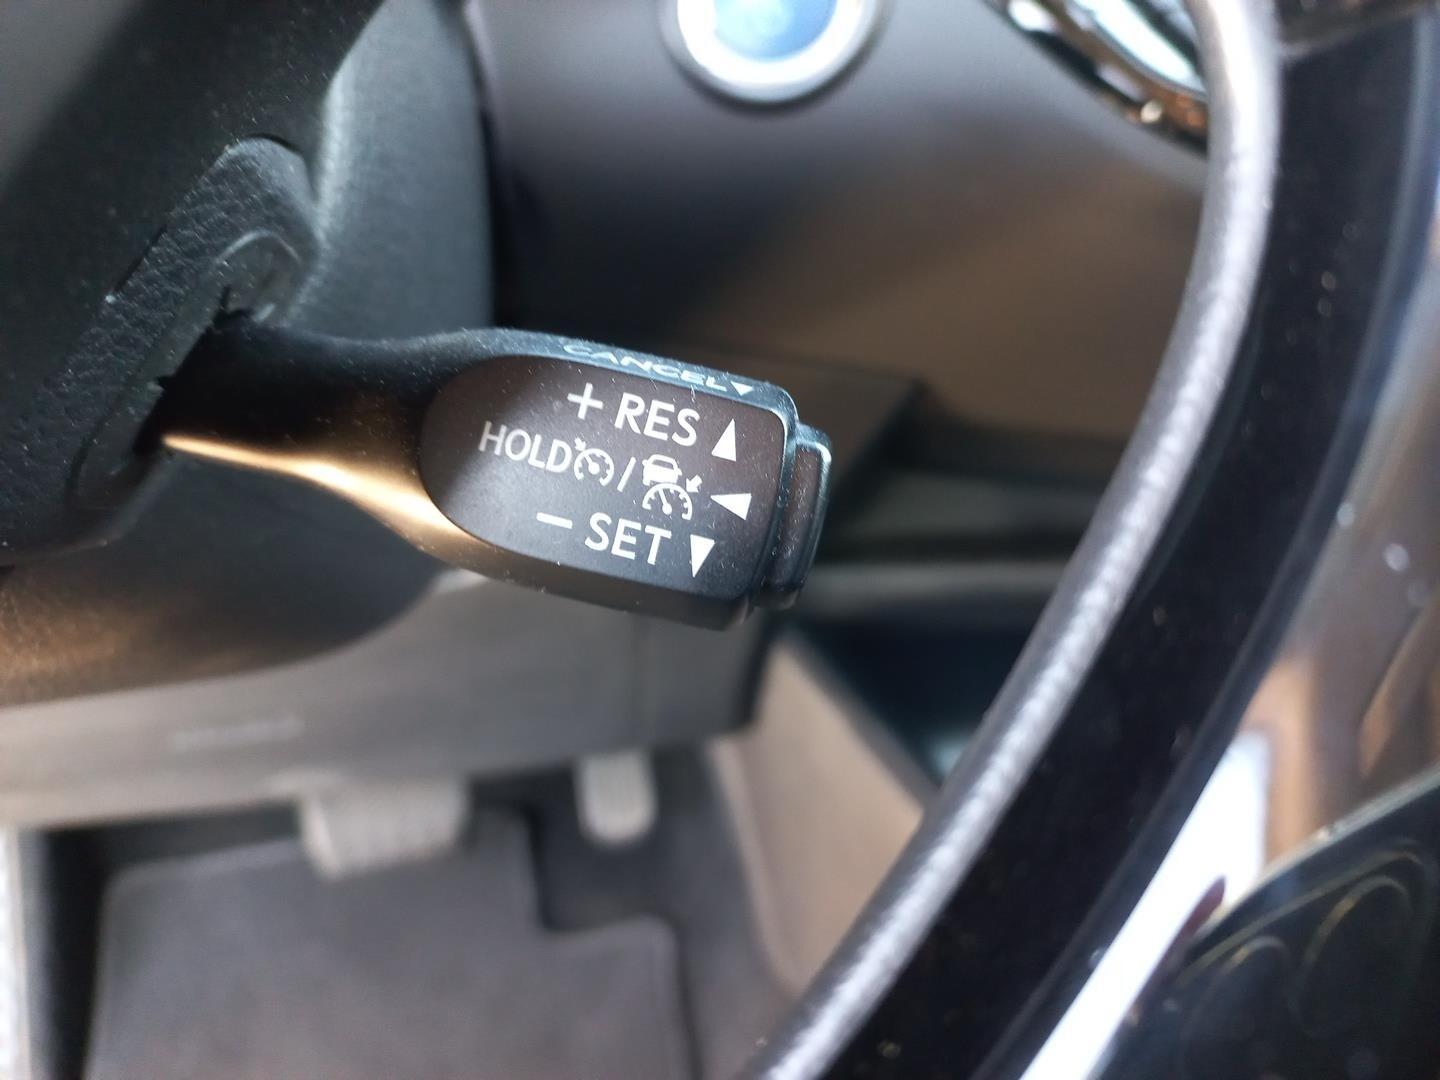 CANCEL
+ RES
HOLD /
- SET